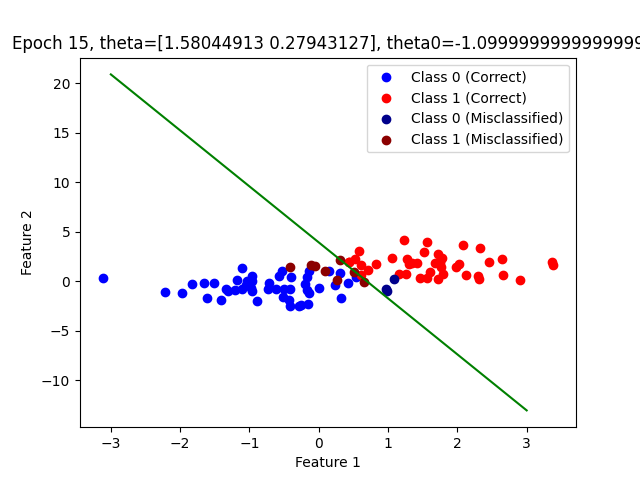 Epoch 15, theta=[1.58044913 0.27943127], theta0=-1.0999999999999999
Class 0 (Correct)
Class 1 (Correct)
Class 0 (Misclassified)
Class 1 (Misclassified)
20
15
10
5
0
−5
−10
Feature 2
−3 −2 −1 0 1 2 3
Feature 1